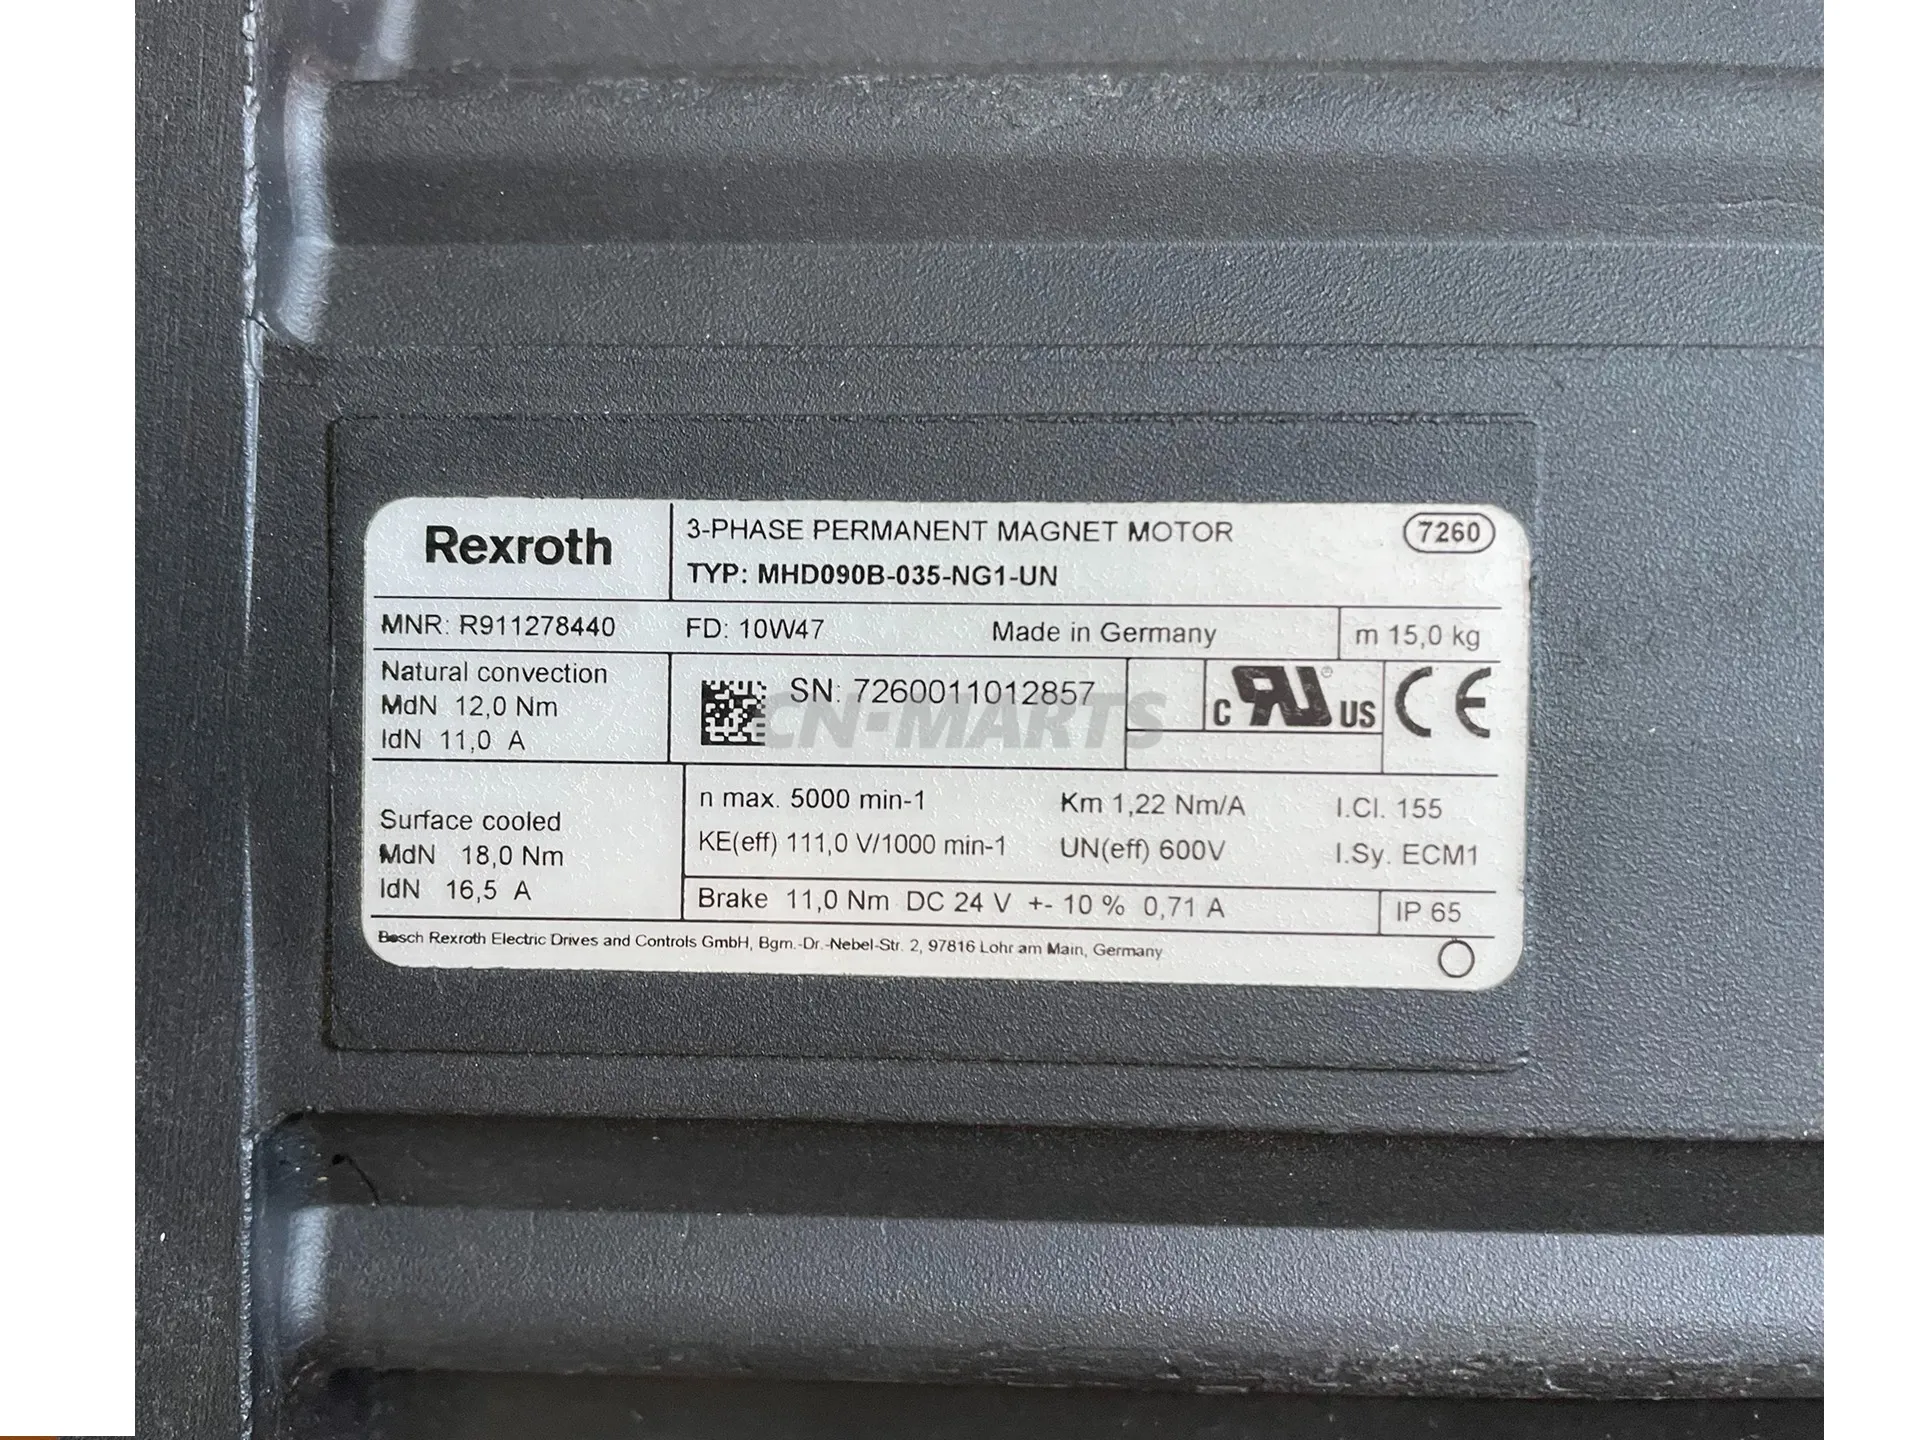 Rexroth
3-PHASE PERMANENT MAGNET MOTOR
7260
TYP: MHD090B-035-NG1-UN
MNR: R911278440
FD: 10W47
Made in Germany
m 15,0 kg
Natural convection
MdN 12,0 Nm
IdN 11,0 A
SN: 7260011012857
CN-MARTS
c RU ® US
CE
Surface cooled
MdN 18,0 Nm
IdN 16,5 A
n max. 5000 min-1
Km 1,22 Nm/A
I.Cl. 155
KE(eff) 111,0 V/1000 min-1
UN(eff) 600V
I.Sy. ECM1
Brake 11,0 Nm DC 24 V +- 10 % 0,71 A
IP 65
Bosch Rexroth Electric Drives and Controls GmbH, Bgm.-Dr.-Nebel-Str. 2, 97816 Lohr am Main, Germany